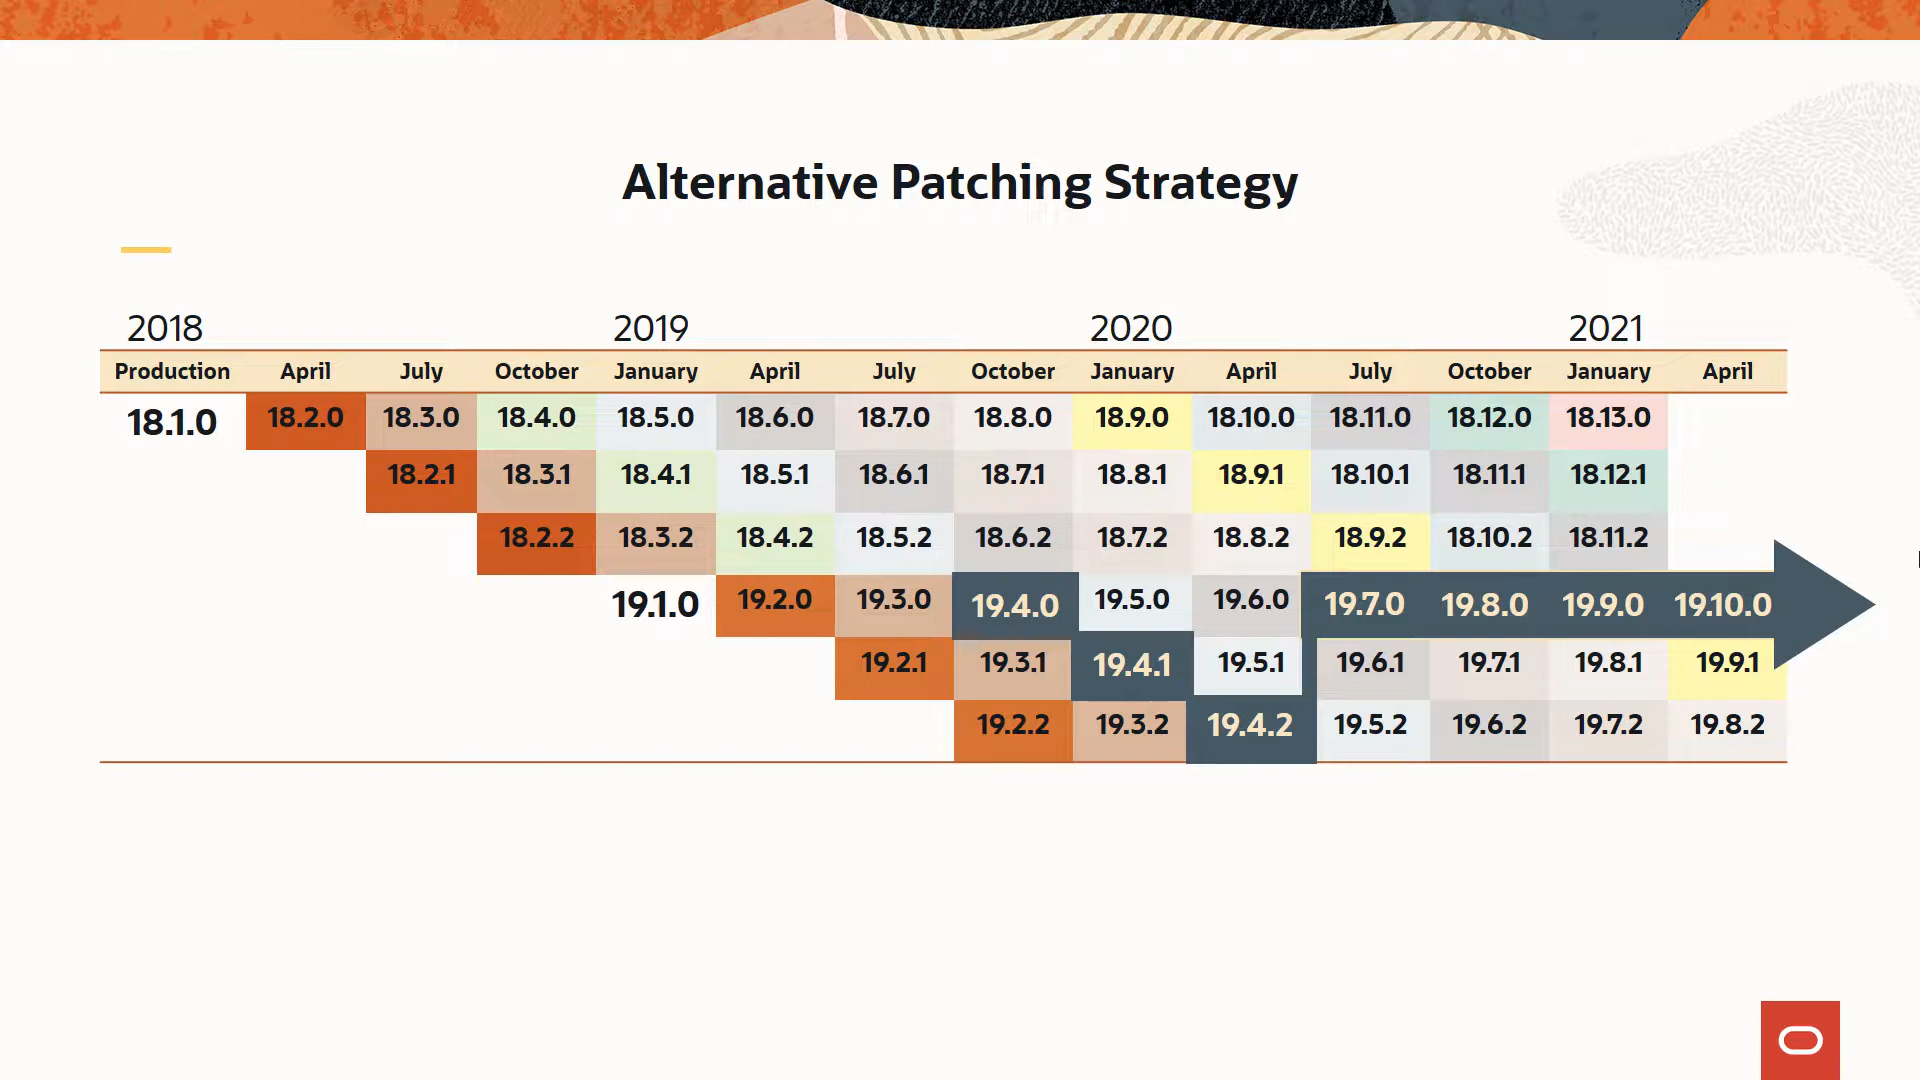 Alternative Patching Strategy
2018 2019 2020 2021
Production April July October January April July October January April July October January April
18.1.0 18.2.0 18.3.0 18.4.0 18.5.0 18.6.0 18.7.0 18.8.0 18.9.0 18.10.0 18.11.0 18.12.0 18.13.0
18.2.1 18.3.1 18.4.1 18.5.1 18.6.1 18.7.1 18.8.1 18.9.1 18.10.1 18.11.1 18.12.1
18.2.2 18.3.2 18.4.2 18.5.2 18.6.2 18.7.2 18.8.2 18.9.2 18.10.2 18.11.2
19.1.0 19.2.0 19.3.0 19.4.0 19.5.0 19.6.0 19.7.0 19.8.0 19.9.0 19.10.0
19.2.1 19.3.1 19.4.1 19.5.1 19.6.1 19.7.1 19.8.1 19.9.1
19.2.2 19.3.2 19.4.2 19.5.2 19.6.2 19.7.2 19.8.2